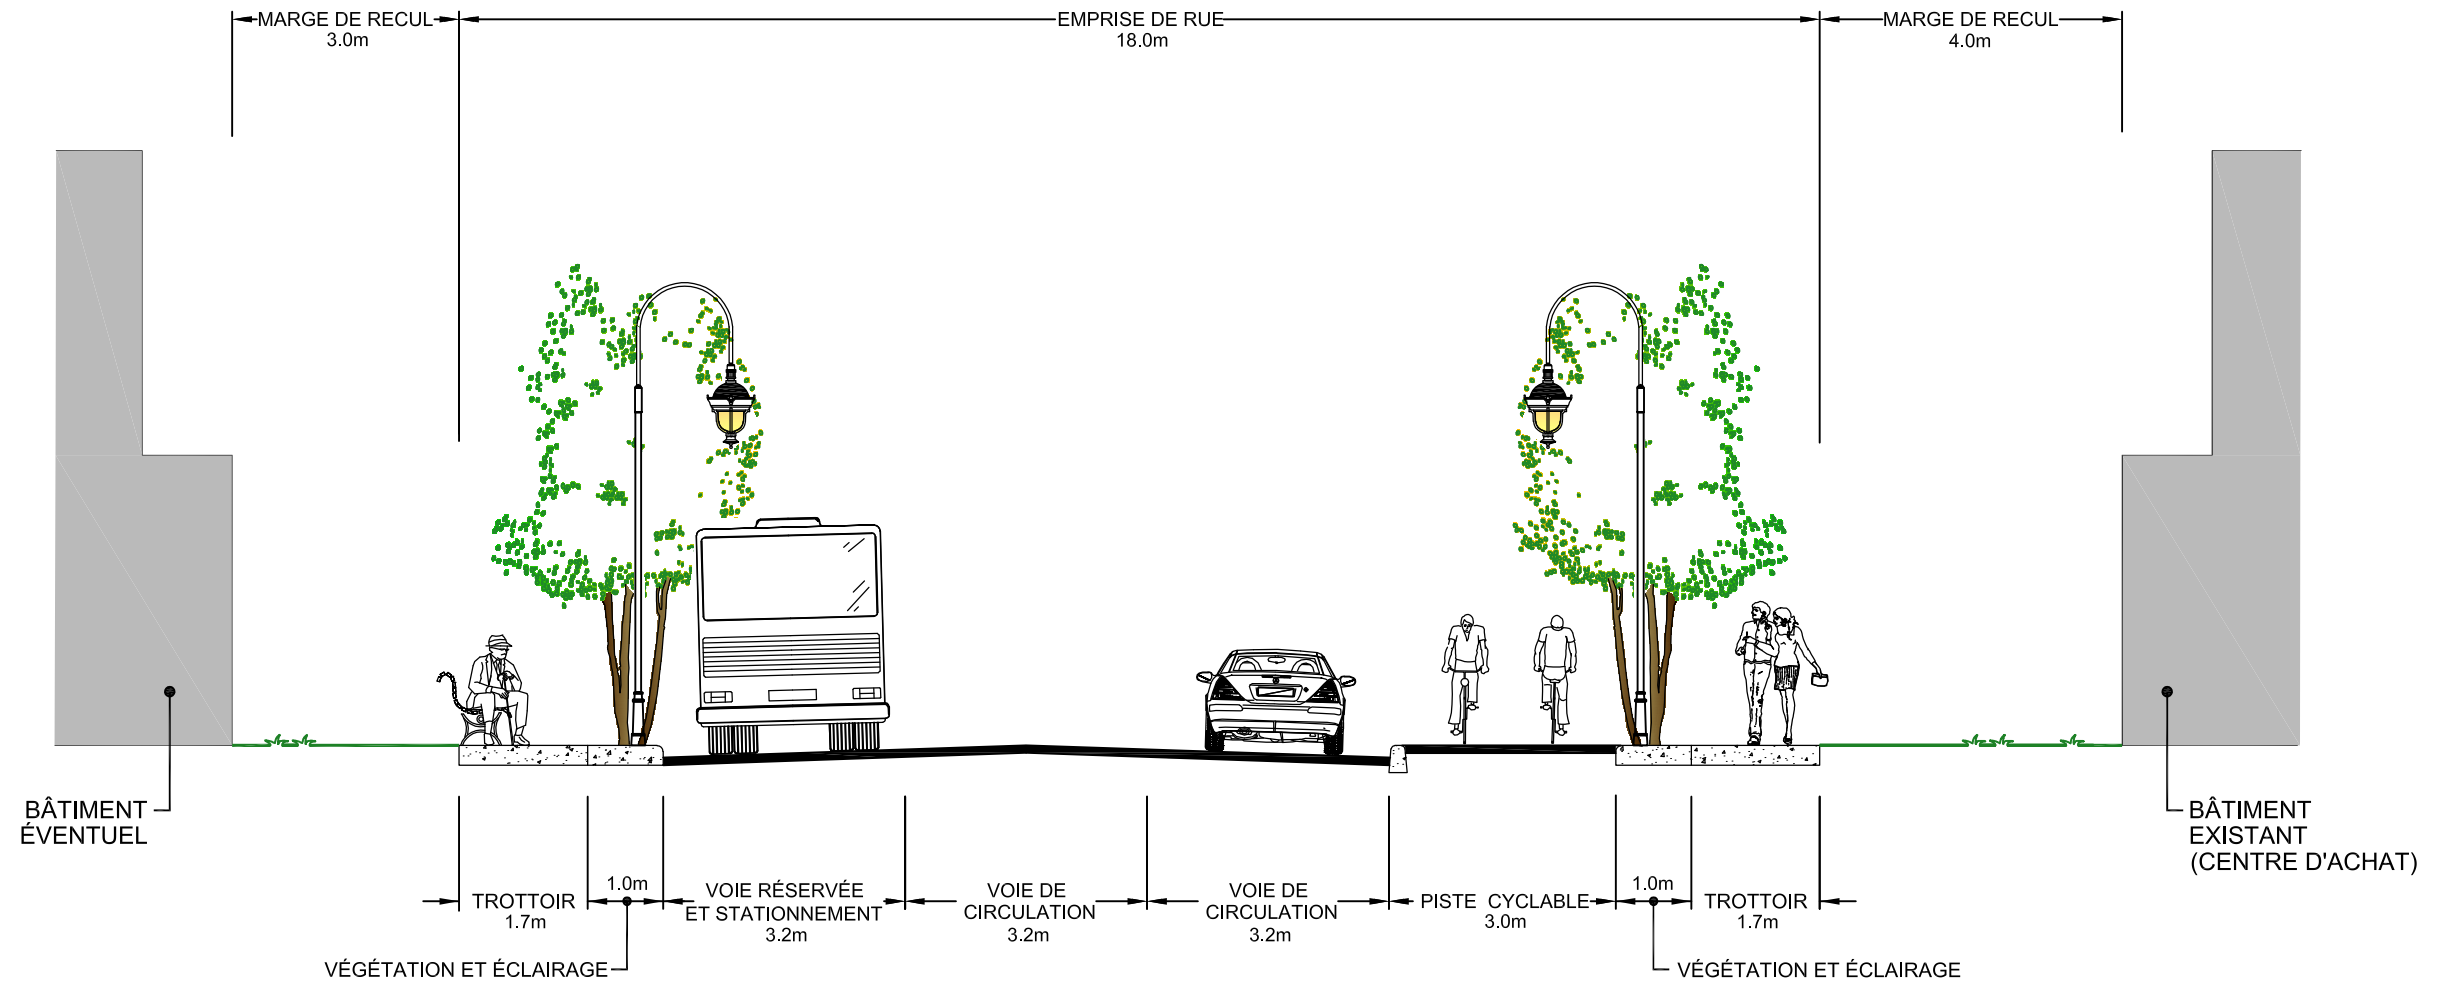 MARGE DE RECUL
3.0m
EMPRISE DE RUE
18.0m
MARGE DE RECUL
4.0m
BÂTIMENT
ÉVENTUEL
BÂTIMENT
EXISTANT
(CENTRE D'ACHAT)
TROTTOIR
1.7m
1.0m
VOIE RÉSERVÉE
ET STATIONNEMENT
3.2m
VOIE DE
CIRCULATION
3.2m
VOIE DE
CIRCULATION
3.2m
PISTE CYCLABLE
3.0m
1.0m
TROTTOIR
1.7m
VÉGÉTATION ET ÉCLAIRAGE
VÉGÉTATION ET ÉCLAIRAGE